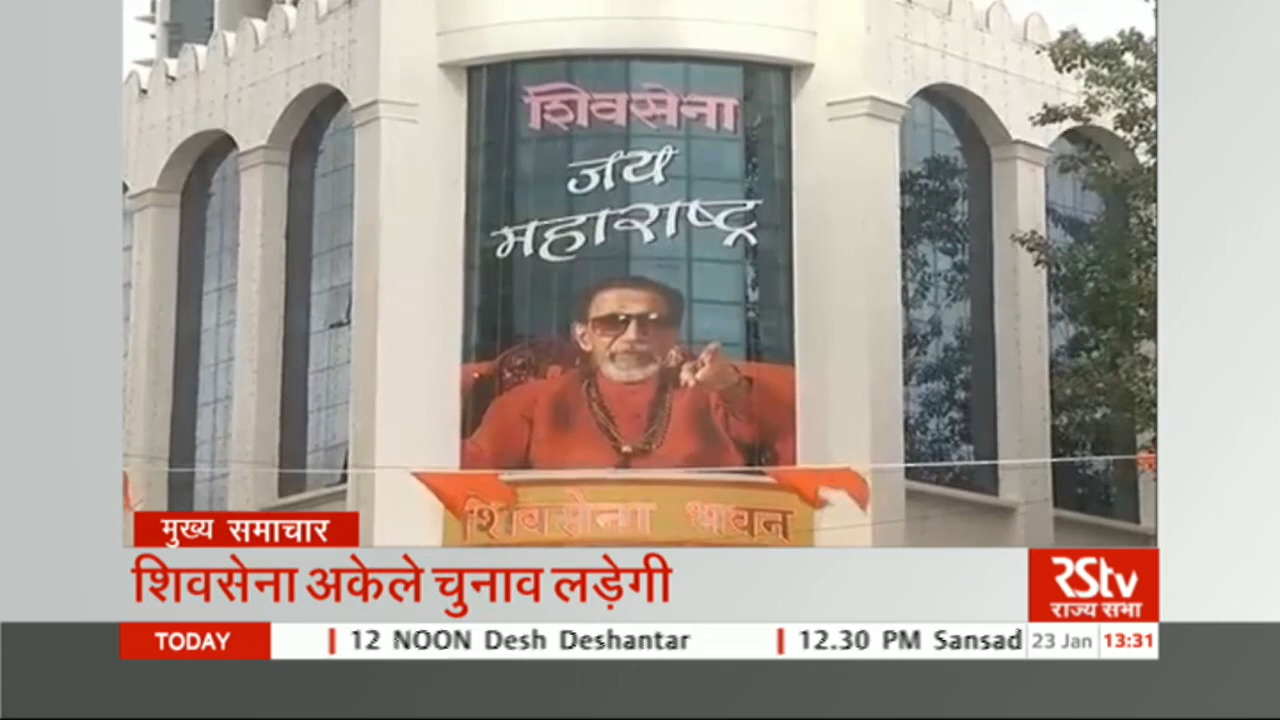 शिवसेना
जय
महाराष्ट्र
शिवसेना भवन
मुख्य समाचार
शिवसेना अकेले चुनाव लड़ेगी
RStv
राज्य सभा
TODAY | 12 NOON Desh Deshantar | 12.30 PM Sansad 23 Jan 13:31